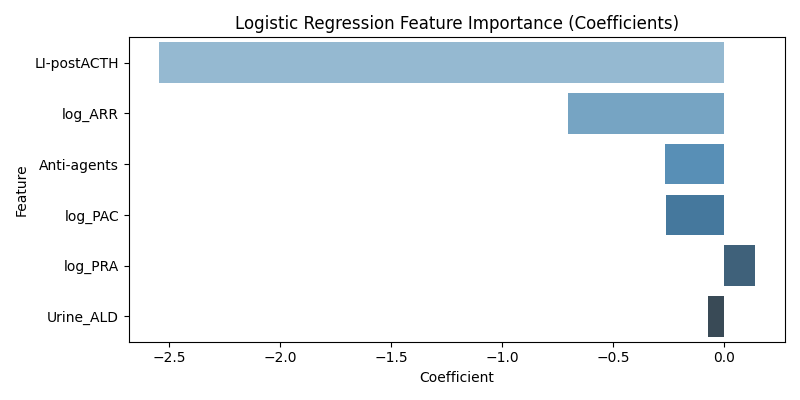 Logistic Regression Feature Importance (Coefficients)
LI-postACTH
log_ARR
Anti-agents
log_PAC
log_PRA
Urine_ALD
Feature
−2.5 −2.0 −1.5 −1.0 −0.5 0.0
Coefficient